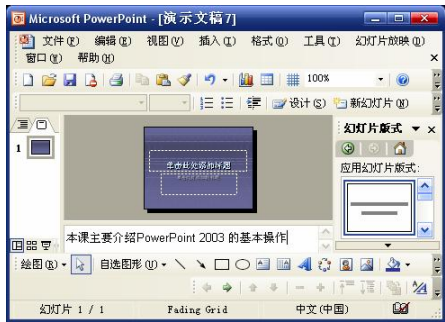 Microsoft PowerPoint - [演示文稿7]
文件(F) 编辑(E) 视图(V) 插入(I) 格式(O) 工具(T) 幻灯片放映(D)
窗口(W) 帮助(H)
100%
设计(S) 新幻灯片(N)
幻灯片版式
1
应用幻灯片版式:
单击此处添加标题
本课主要介绍PowerPoint 2003 的基本操作
绘图(R) 自选图形(U)
幻灯片 1 / 1 Fading Grid 中文(中国)